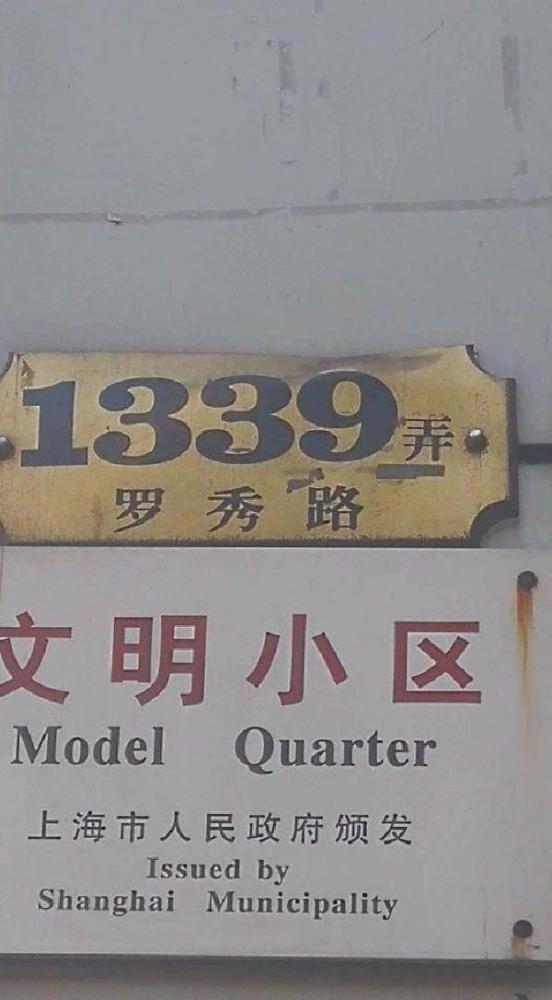 1339弄
罗秀路
文明小区
Model Quarter
上海市人民政府颁发
Issued by
Shanghai Municipality